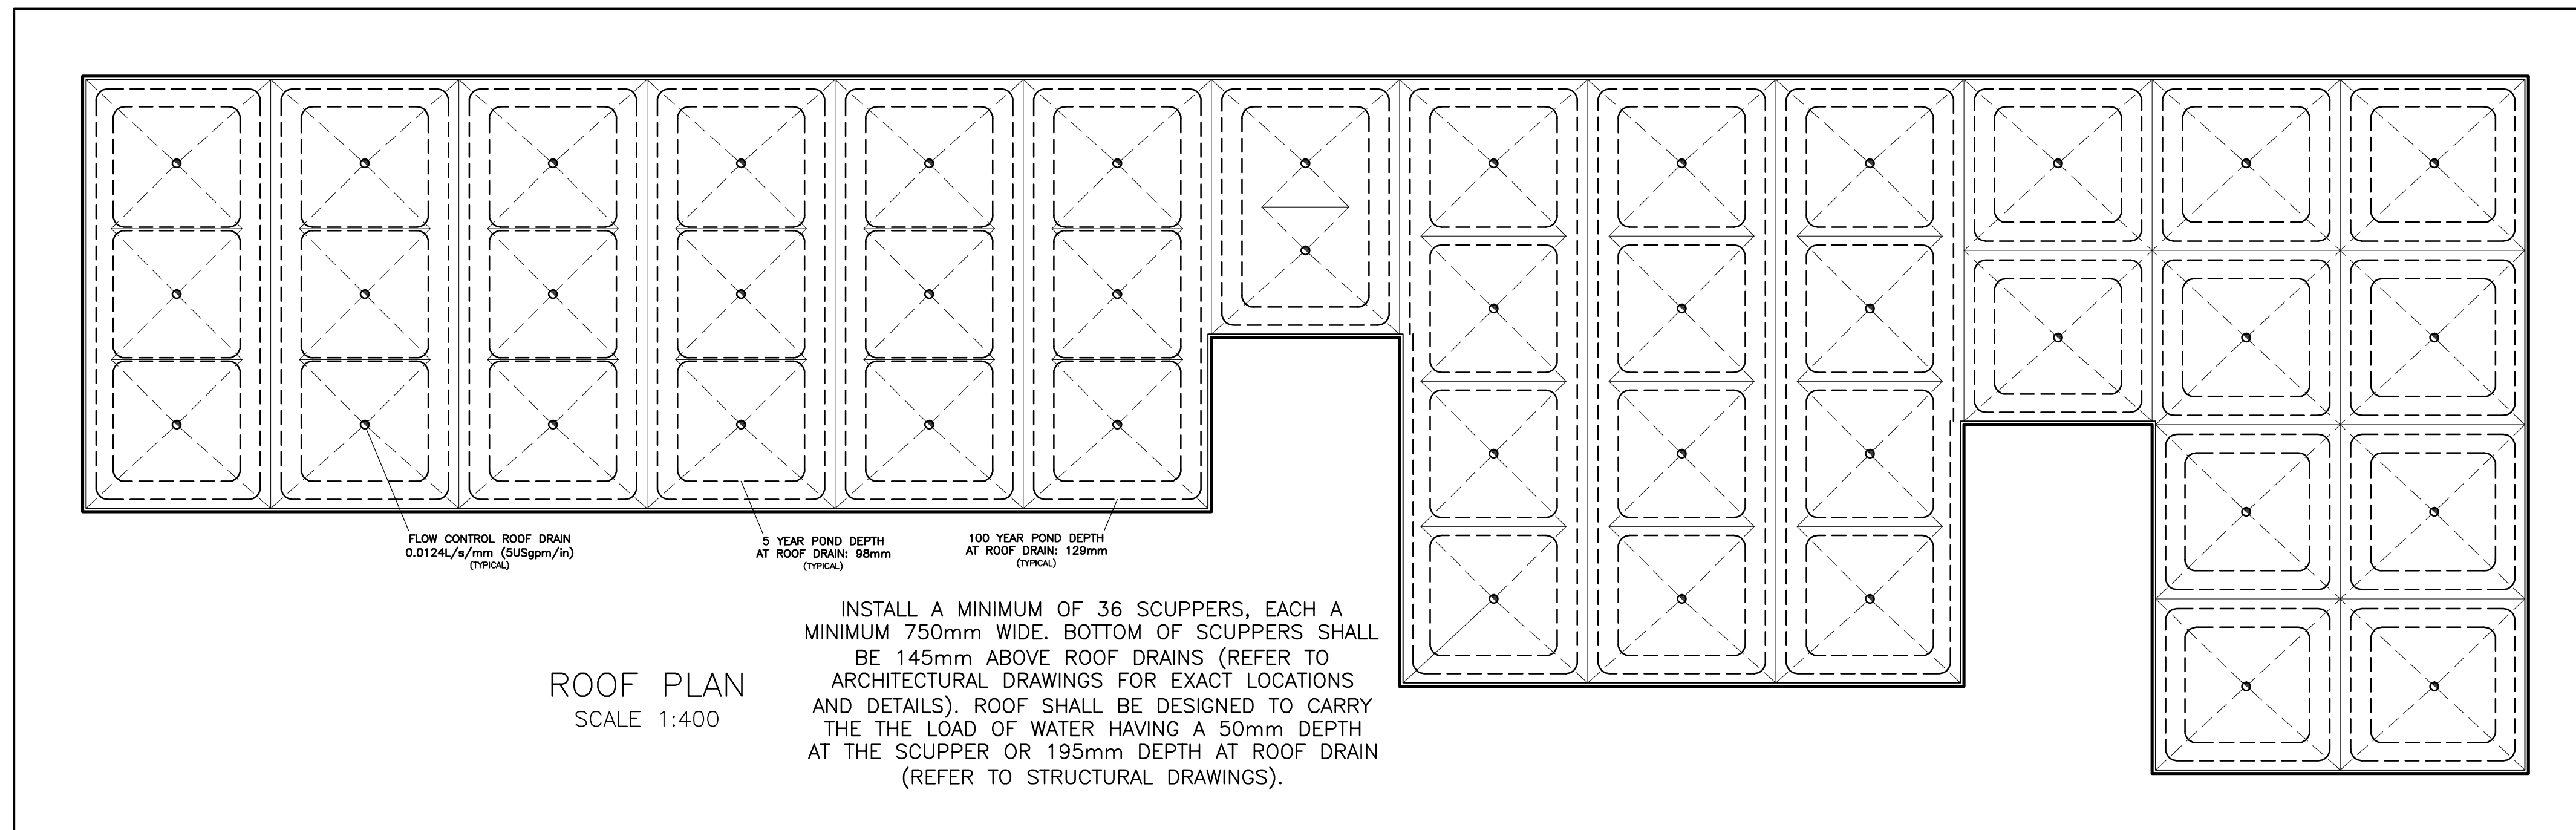 FLOW CONTROL ROOF DRAIN
0.0124L/s/mm (5USgpm/in)
(TYPICAL)
5 YEAR POND DEPTH
AT ROOF DRAIN: 98mm
(TYPICAL)
100 YEAR POND DEPTH
AT ROOF DRAIN: 129mm
(TYPICAL)
ROOF PLAN
SCALE 1:400
INSTALL A MINIMUM OF 36 SCUPPERS, EACH A
MINIMUM 750mm WIDE. BOTTOM OF SCUPPERS SHALL
BE 145mm ABOVE ROOF DRAINS (REFER TO
ARCHITECTURAL DRAWINGS FOR EXACT LOCATIONS
AND DETAILS). ROOF SHALL BE DESIGNED TO CARRY
THE THE LOAD OF WATER HAVING A 50mm DEPTH
AT THE SCUPPER OR 195mm DEPTH AT ROOF DRAIN
(REFER TO STRUCTURAL DRAWINGS).